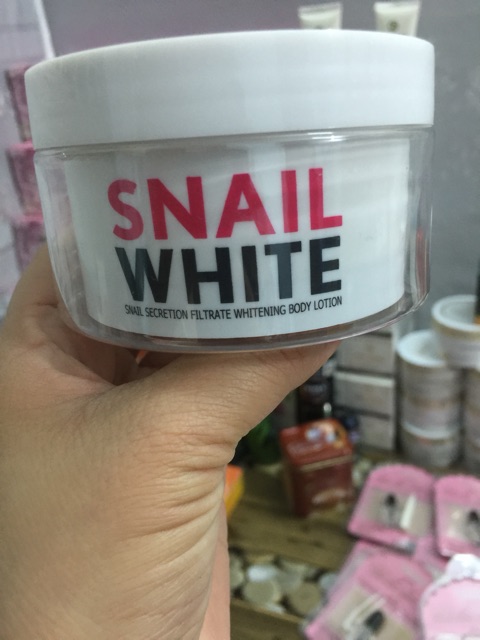 SNAIL
WHITE
SNAIL SECRETION FILTRATE WHITENING BODY LOTION